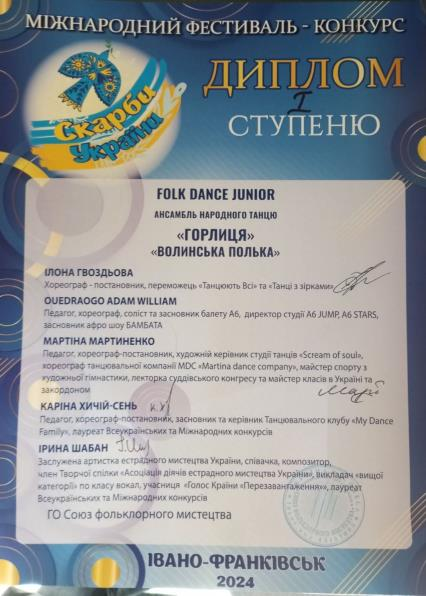 МІЖНАРОДНИЙ ФЕСТИВАЛЬ - КОНКУРС
Скарби
України
ДИПЛОМ
I
СТУПЕНЮ
FOLK DANCE JUNIOR
АНСАМБЛЬ НАРОДНОГО ТАНЦЮ
«ГОРЛИЦЯ»
«ВОЛИНСЬКА ПОЛЬКА»
ІЛОНА ГВОЗДЬОВА
Хореограф - постановник, переможець «Танцюють Всі» та «Танці з зірками»
OUEDRAOGO ADAM WILLIAM
Педагог, хореограф, соліст та засновник балету А6, директор студії A6 JUMP, A6 STARS,
засновник афро шоу БАМБАТА
МАРТІНА МАРТИНЕНКО
Педагог, хореограф-постановник, художній керівник студії танців «Scream of soul»,
хореограф танцювальної компанії MDC «Martina dance company», майстер спорту з
художньої гімнастики, лекторка суддівського конгресу та майстер класів в Україні та
закордоном
КАРІНА ХИЧІЙ-СЕНЬ
Педагог, хореограф-постановник, засновник та керівник Танцювального клубу «My Dance
Family», лауреат Всеукраїнських та Міжнародних конкурсів
ІРИНА ШАБАН
Заслужена артистка естрадного мистецтва України, співачка, композитор,
член Творчої спілки «Асоціація діячів естрадного мистецтва України», викладач «вищої
категорії» по класу вокал, учасниця «Голос Країни «Перезавантаження», лауреат
Всеукраїнських та Міжнародних конкурсів
ГО Союз фольклорного мистецтва
ІВАНО-ФРАНКІВСЬК
2024